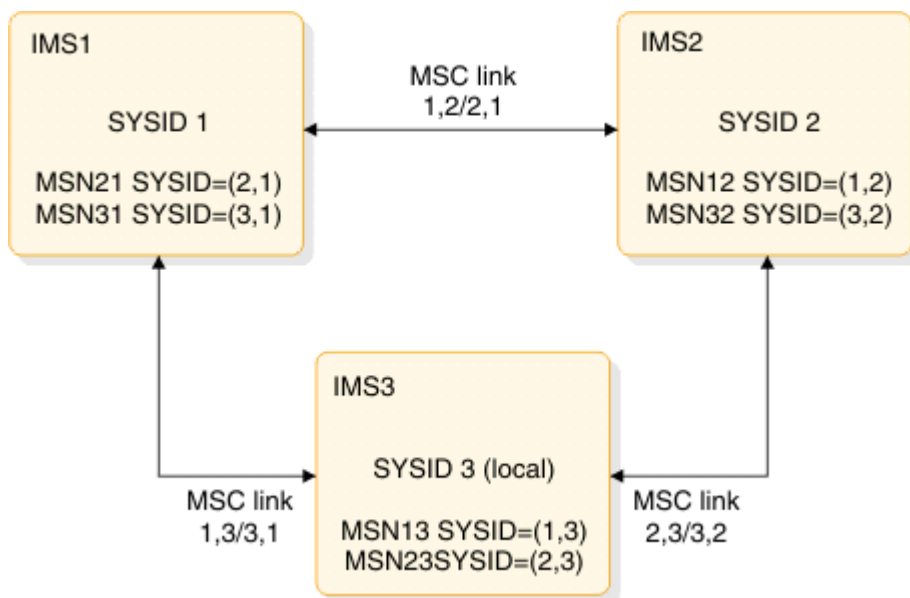 IMS1
SYSID 1
MSN21 SYSID=(2,1)
MSN31 SYSID=(3,1)
MSC link
1,2/2,1
IMS2
SYSID 2
MSN12 SYSID=(1,2)
MSN32 SYSID=(3,2)
IMS3
SYSID 3 (local)
MSN13 SYSID=(1,3)
MSN23SYSID=(2,3)
MSC link
1,3/3,1
MSC link
2,3/3,2